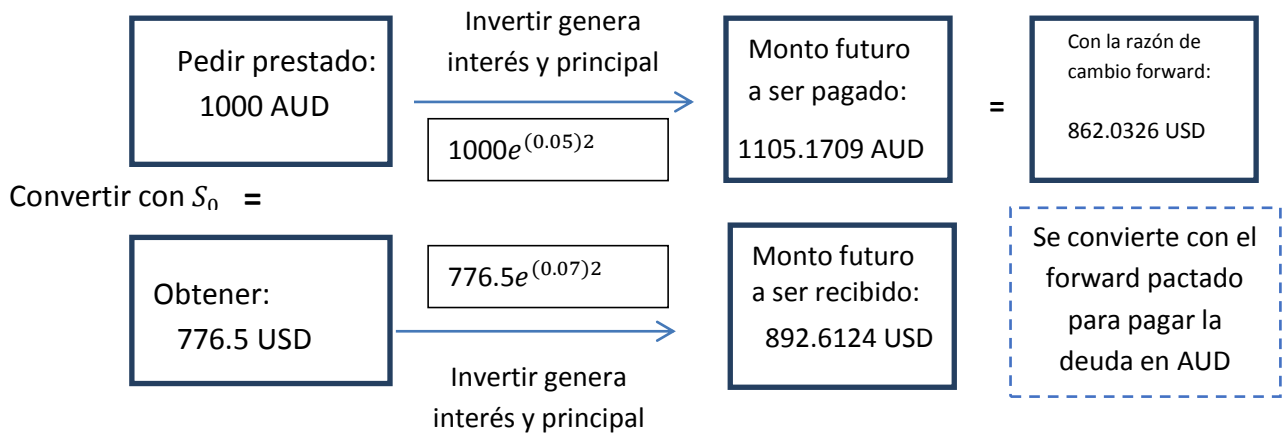 Pedir prestado:
1000 AUD
Invertir genera
interés y principal
1000e^{(0.05)2}
Monto futuro
a ser pagado:
1105.1709 AUD
=
Con la razón de
cambio forward:
862.0326 USD
Convertir con S_0 =
Obtener:
776.5 USD
776.5e^{(0.07)2}
Invertir genera
interés y principal
Monto futuro
a ser recibido:
892.6124 USD
Se convierte con el
forward pactado
para pagar la
deuda en AUD